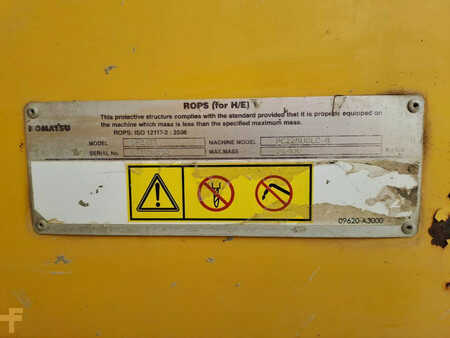 ROPS (for H/E)
This protective structure complies with the standard provided that it is properly equipped on
the machine which mass is less than the specified maximum mass.
ROPS: ISO 12117-2 : 2008
KOMATSU
MODEL MACHINE MODEL PC228USLC-8
SERIAL No. MAX.MASS
09620-A3000
F